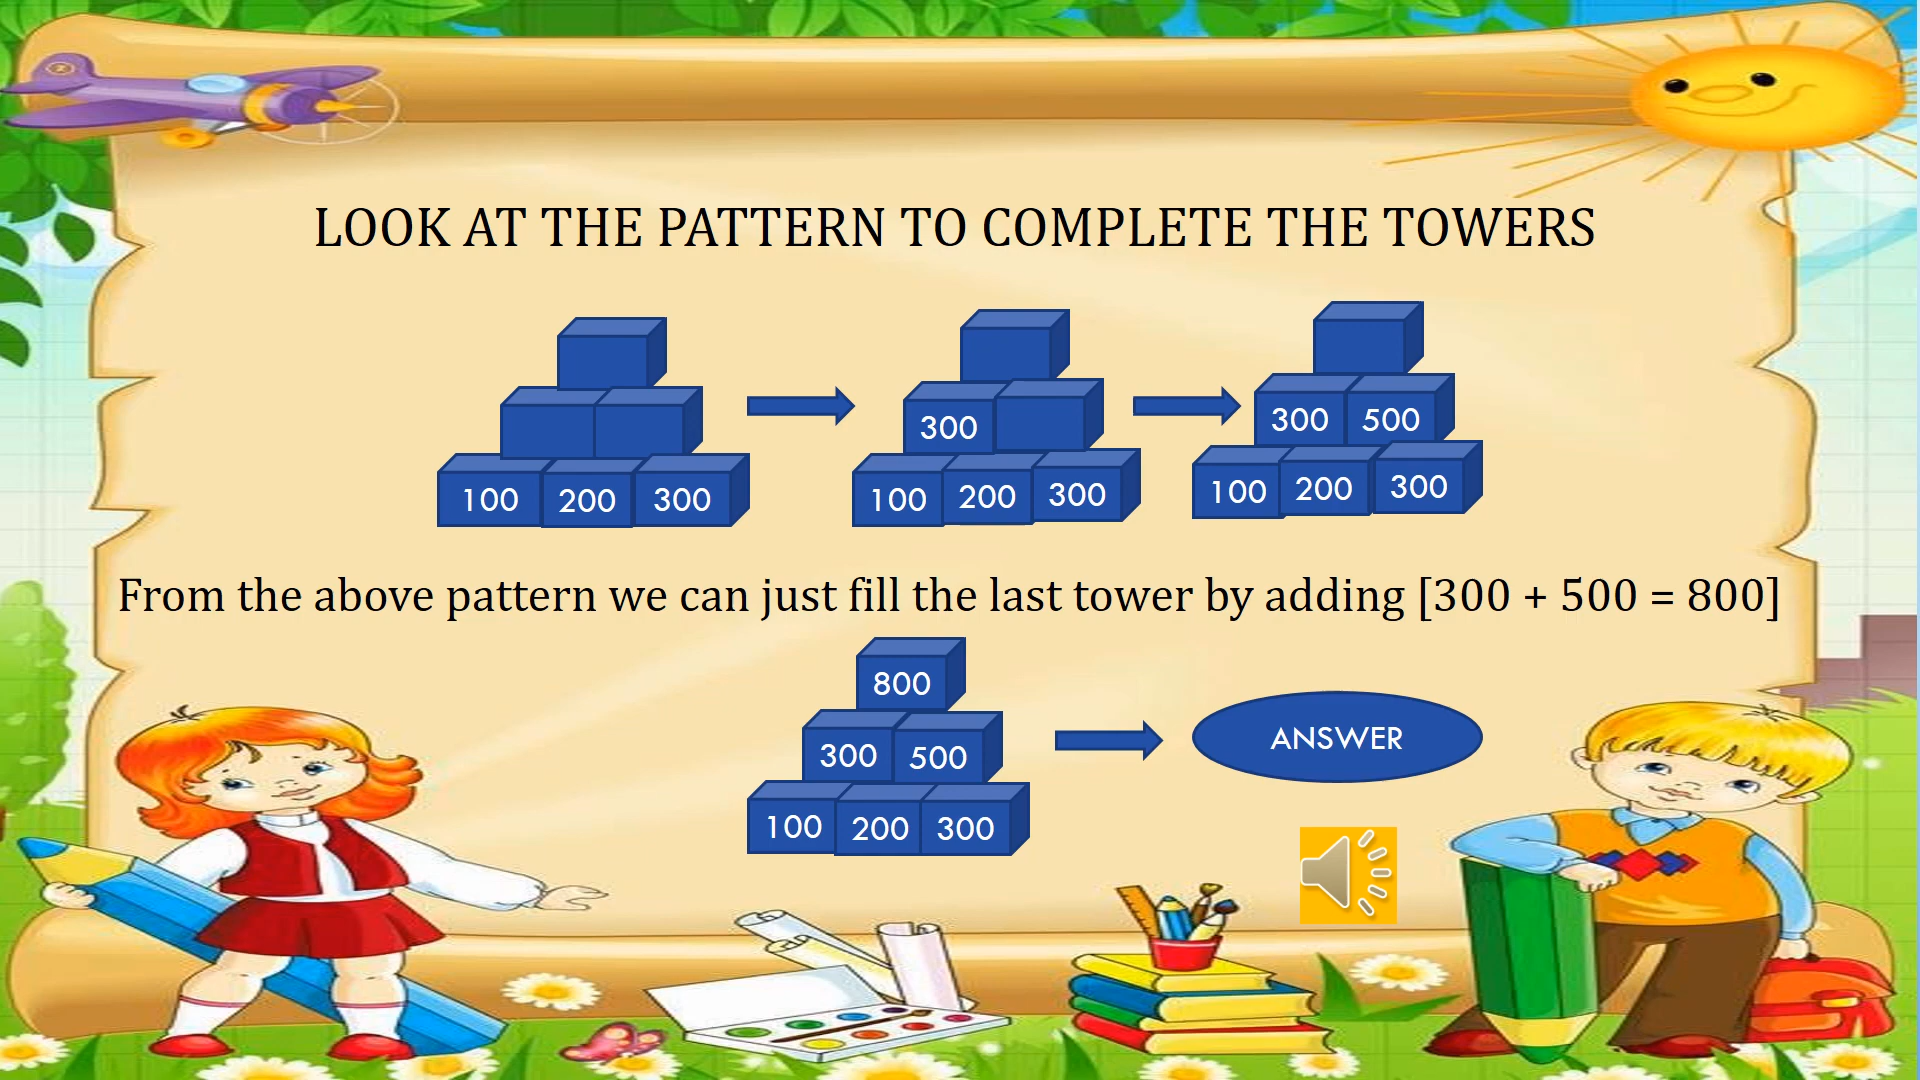 LOOK AT THE PATTERN TO COMPLETE THE TOWERS
100 200 300
300
100 200 300
300 500
100 200 300
From the above pattern we can just fill the last tower by adding [300 + 500 = 800]
800
300 500
100 200 300
ANSWER